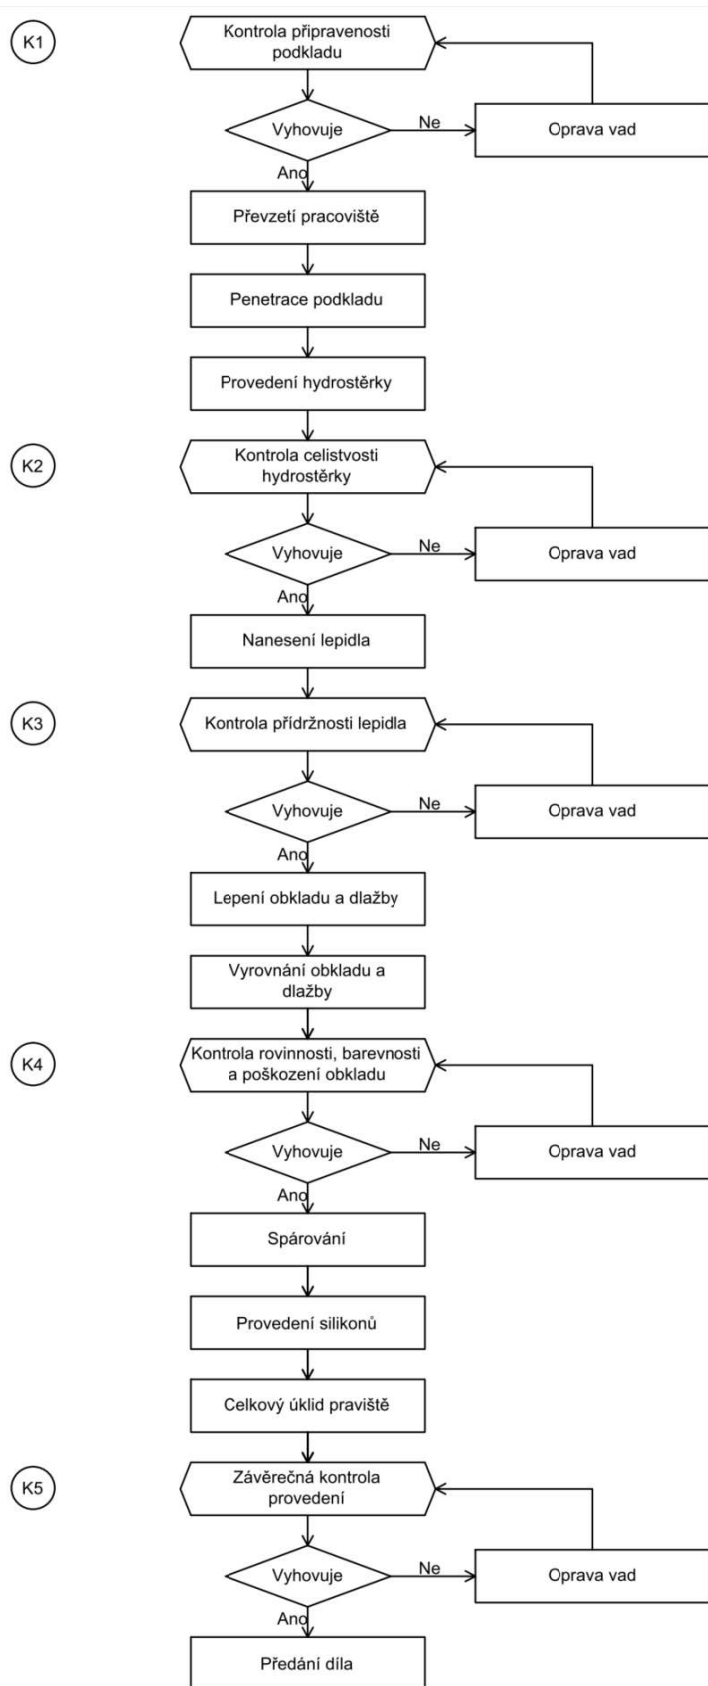 K1
Kontrola připravenosti
podkladu
Vyhovuje
Ne
Oprava vad
Ano
Převzetí pracoviště
Penetrace podkladu
Provedení hydrostěrky
K2
Kontrola celistvosti
hydrostěrky
Vyhovuje
Ne
Oprava vad
Ano
Nanesení lepidla
K3
Kontrola přídržnosti lepidla
Vyhovuje
Ne
Oprava vad
Ano
Lepení obkladu a dlažby
Vyrovnání obkladu a
dlažby
K4
Kontrola rovinnosti, barevnosti
a poškození obkladu
Vyhovuje
Ne
Oprava vad
Ano
Spárování
Provedení silikonů
Celkový úklid praviště
K5
Závěrečná kontrola
provedení
Vyhovuje
Ne
Oprava vad
Ano
Předání díla